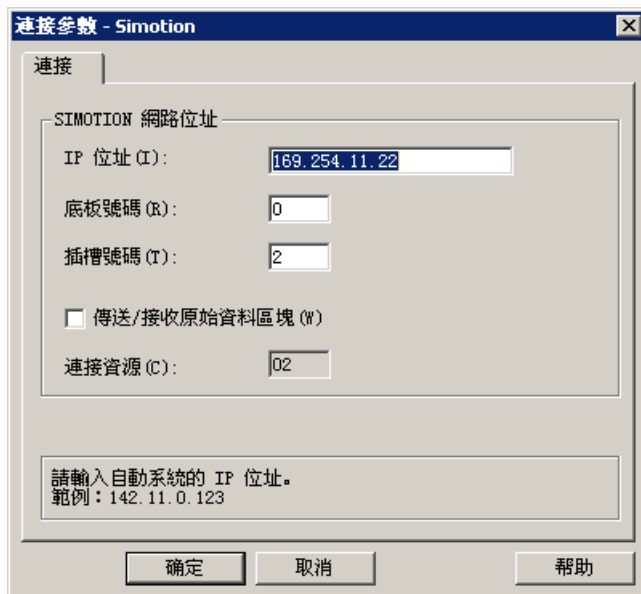 連接參數 - Simotion
連接
SIMOTION 網路位址
IP 位址(I): 169.254.11.22
底板號碼(R): 0
插槽號碼(T): 2
傳送/接收原始資料區塊(W)
連接資源(C): 02
請輸入自動系統的 IP 位址。
範例：142.11.0.123
确定 取消 帮助